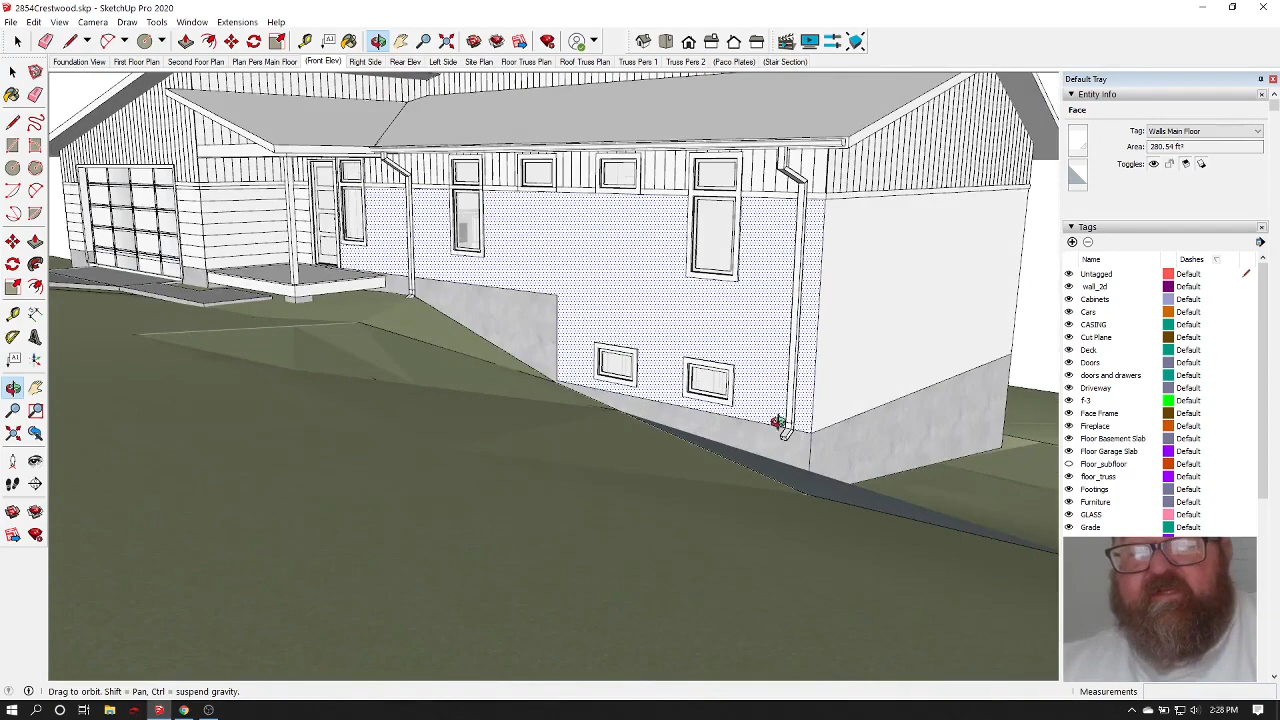 2854Crestwood.skp - SketchUp Pro 2020
File Edit View Camera Draw Tools Window Extensions Help
Foundation View First Floor Plan Second Foor Plan Plan Pers Main Floor (Front Elev) Right Side Rear Elev Left Side Site Plan Floor Truss Plan Roof Truss Plan Truss Pers 1 Truss Pers 2 (Paco Plates) (Stair Section)
Default Tray
Entity Info
Face
Tag: Walls Main Floor
Area: 280.54 ft²
Toggles:
Tags
Name Dashes
Untagged Default
wall_2d Default
Cabinets Default
Cars Default
CASING Default
Cut Plane Default
Deck Default
Doors Default
doors and drawers Default
Driveway Default
f-3 Default
Face Frame Default
Fireplace Default
Floor Basement Slab Default
Floor Garage Slab Default
Floor_subfloor Default
floor_truss Default
Footings Default
Furniture Default
GLASS Default
Grade Default
Drag to orbit. Shift = Pan, Ctrl = suspend gravity.
Measurements
2:28 PM